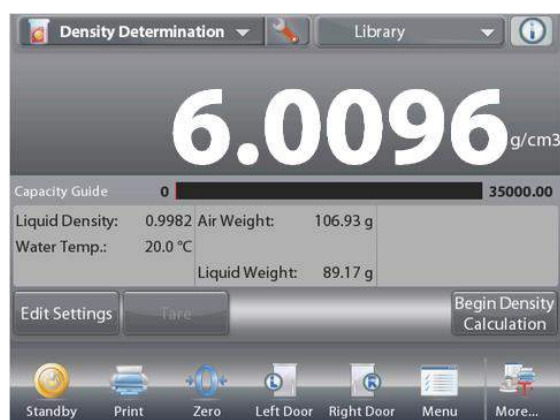 Density Determination Library
6.0096 g/cm3
Capacity Guide 0 35000.00
Liquid Density: 0.9982 Air Weight: 106.93 g
Water Temp.: 20.0 °C
Liquid Weight: 89.17 g
Edit Settings Tare Begin Density
Calculation
Standby Print Zero Left Door Right Door Menu More...